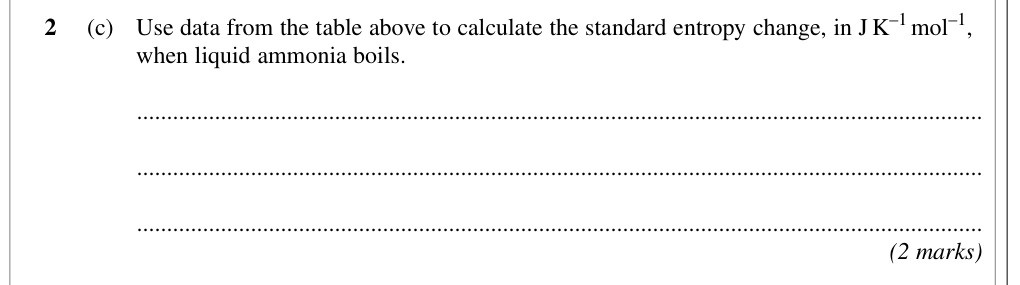 2 (c) Use data from the table above to calculate the standard entropy change, in J K⁻¹ mol⁻¹,
when liquid ammonia boils.
(2 marks)